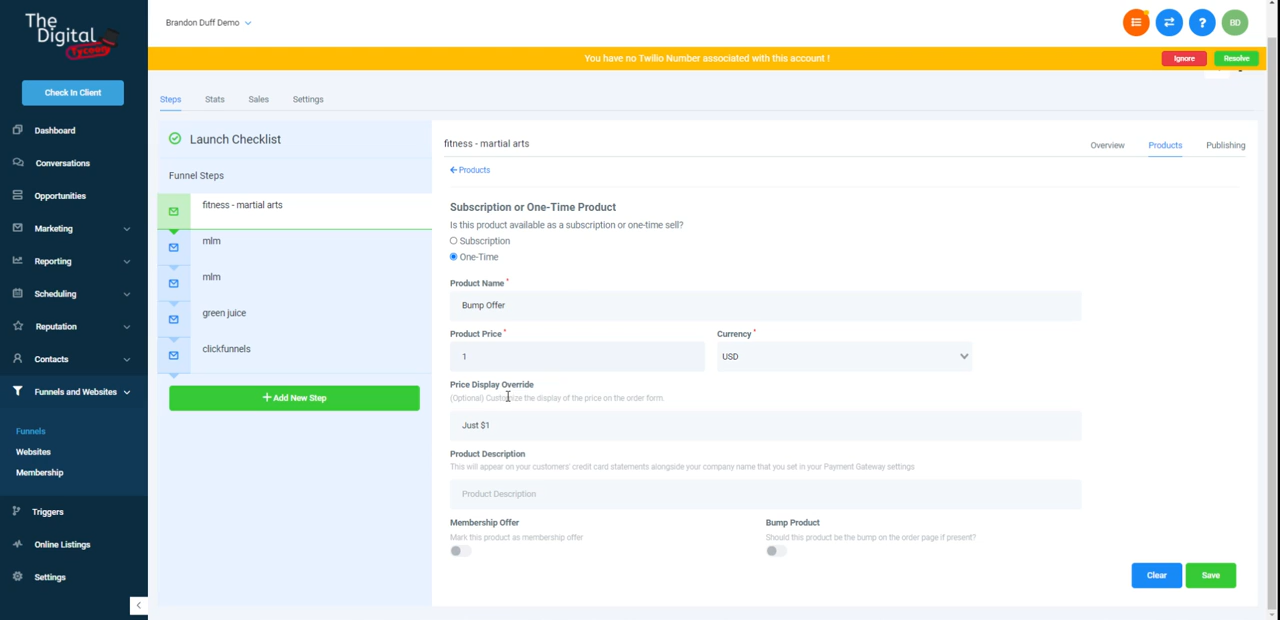 The
Digital
Tycoon
Brandon Duff Demo
?
BD
You have no Twilio Number associated with this account !
Ignore
Resolve
Check In Client
Dashboard
Conversations
Opportunities
Marketing
Reporting
Scheduling
Reputation
Contacts
Funnels and Websites
Funnels
Websites
Membership
Triggers
Online Listings
Settings
Steps
Stats
Sales
Settings
Launch Checklist
Funnel Steps
fitness - martial arts
mlm
mlm
green juice
clickfunnels
+ Add New Step
fitness - martial arts
Overview
Products
Publishing
← Products
Subscription or One-Time Product
Is this product available as a subscription or one-time sell?
Subscription
One-Time
Product Name *
Bump Offer
Product Price *
1
Currency *
USD
Price Display Override
(Optional) Customize the display of the price on the order form.
Just $1
Product Description
This will appear on your customers' credit card statements alongside your company name that you set in your Payment Gateway settings
Product Description
Membership Offer
Mark this product as membership offer
Bump Product
Should this product be the bump on the order page if present?
Clear
Save